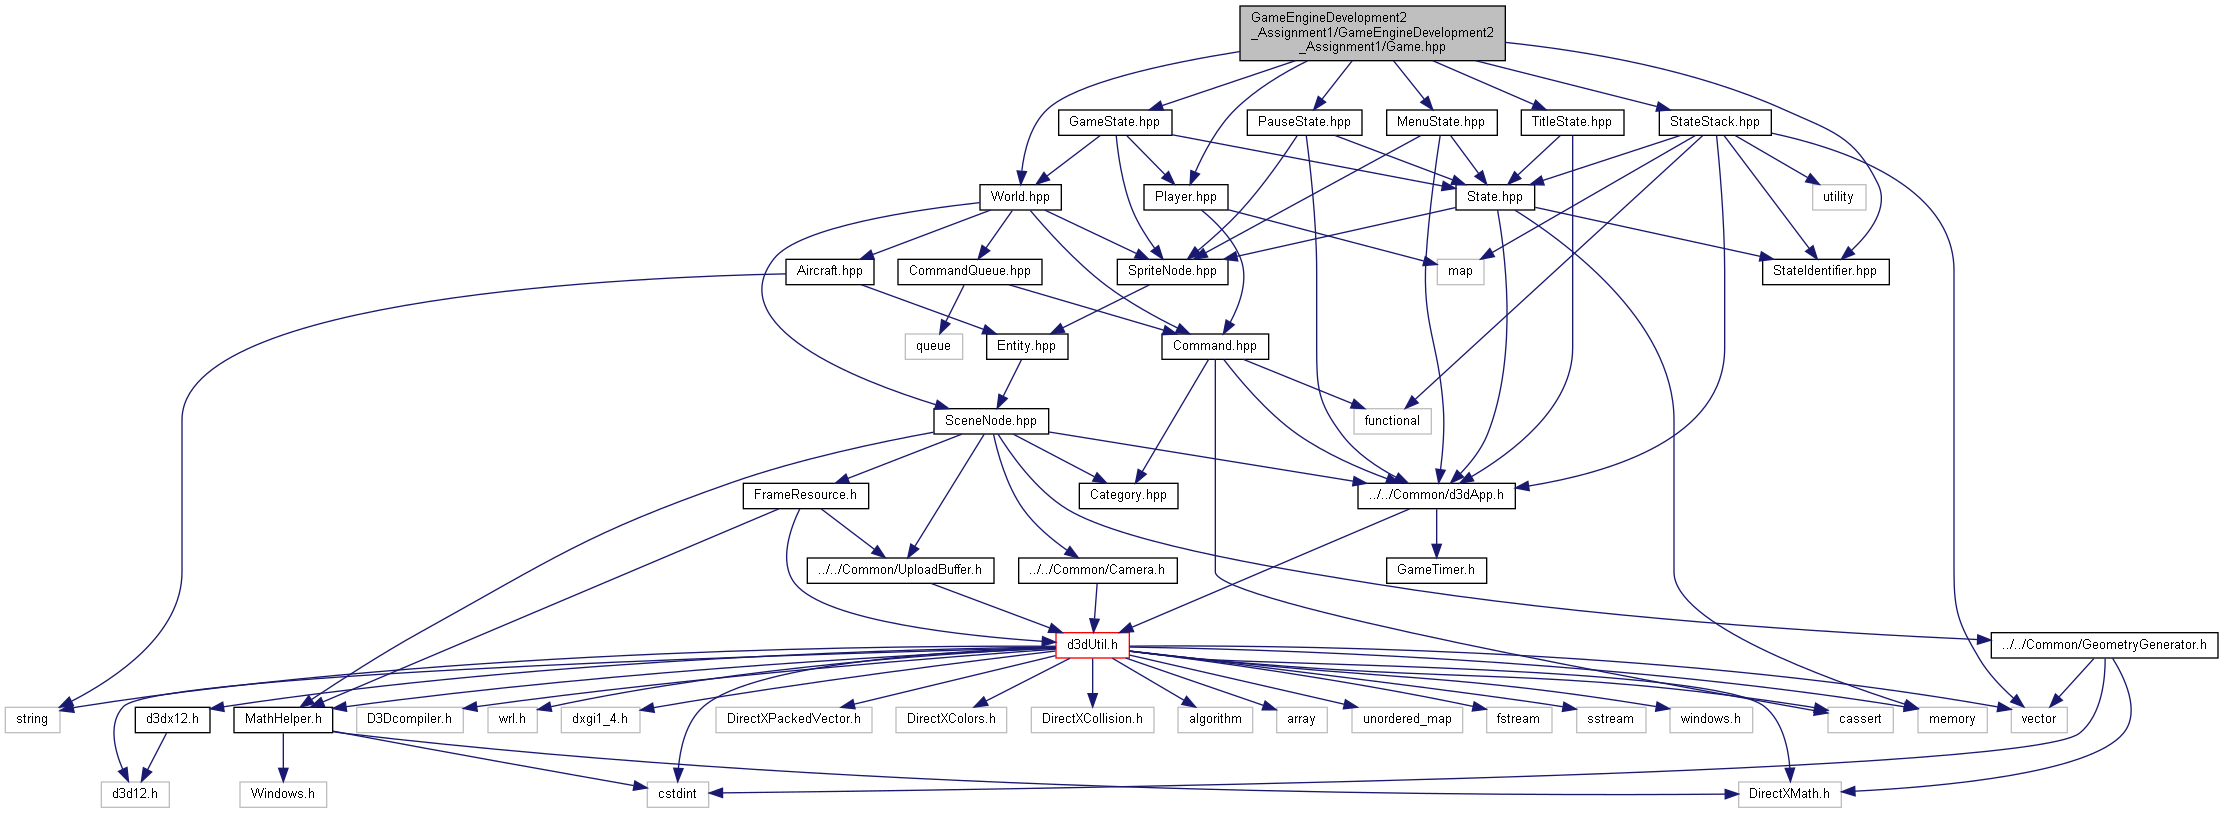 GameEngineDevelopment2
_Assignment1/GameEngineDevelopment2
_Assignment1/Game.hpp
GameState.hpp
PauseState.hpp
MenuState.hpp
TitleState.hpp
StateStack.hpp
World.hpp
Player.hpp
State.hpp
utility
Aircraft.hpp
CommandQueue.hpp
SpriteNode.hpp
map
StateIdentifier.hpp
queue
Entity.hpp
Command.hpp
SceneNode.hpp
functional
FrameResource.h
Category.hpp
../../Common/d3dApp.h
../../Common/UploadBuffer.h
../../Common/Camera.h
GameTimer.h
d3dUtil.h
../../Common/GeometryGenerator.h
string
d3dx12.h
MathHelper.h
D3Dcompiler.h
wrl.h
dxgi1_4.h
DirectXPackedVector.h
DirectXColors.h
DirectXCollision.h
algorithm
array
unordered_map
fstream
sstream
windows.h
cassert
memory
vector
d3d12.h
Windows.h
cstdint
DirectXMath.h